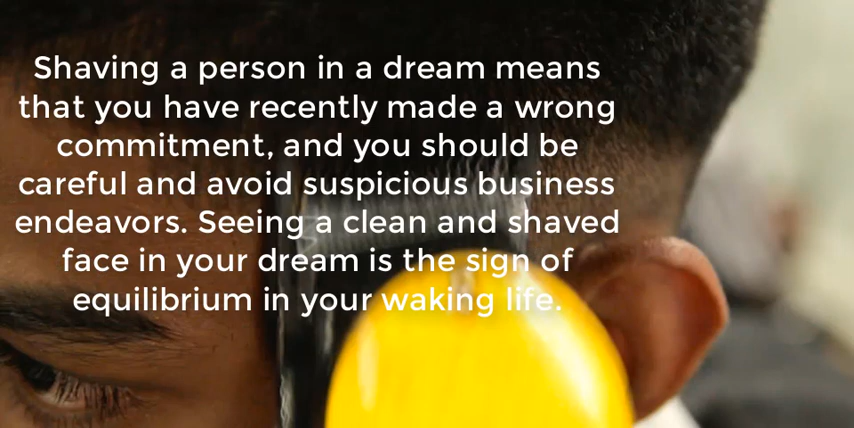 Shaving a person in a dream means
that you have recently made a wrong
commitment, and you should be
careful and avoid suspicious business
endeavors. Seeing a clean and shaved
face in your dream is the sign of
equilibrium in your waking life.